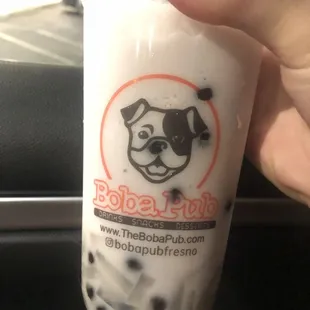 Boba Pub
DRINKS SNACKS DESSERTS
www.TheBobaPub.com
@bobapubfresno